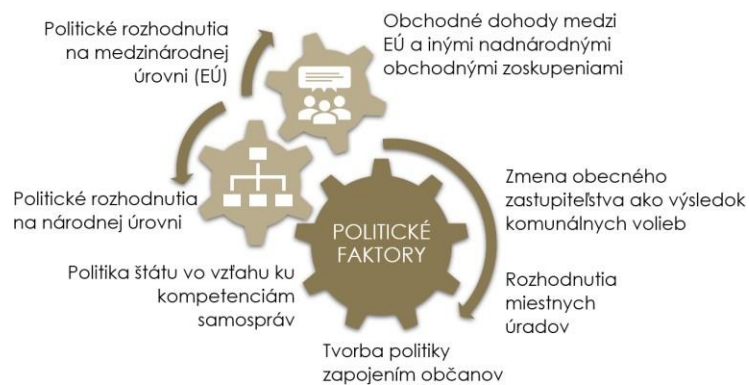 Politické rozhodnutia
na medzinárodnej
úrovni (EÚ)
Obchodné dohody medzi
EÚ a inými nadnárodnými
obchodnými zoskupeniami
Politické rozhodnutia
na národnej úrovni
Zmena obecného
zastupiteľstva ako výsledok
komunálnych volieb
POLITICKÉ
FAKTORY
Politika štátu vo vzťahu ku
kompetenciám
samospráv
Rozhodnutia
miestnych
úradov
Tvorba politiky
zapojením občanov